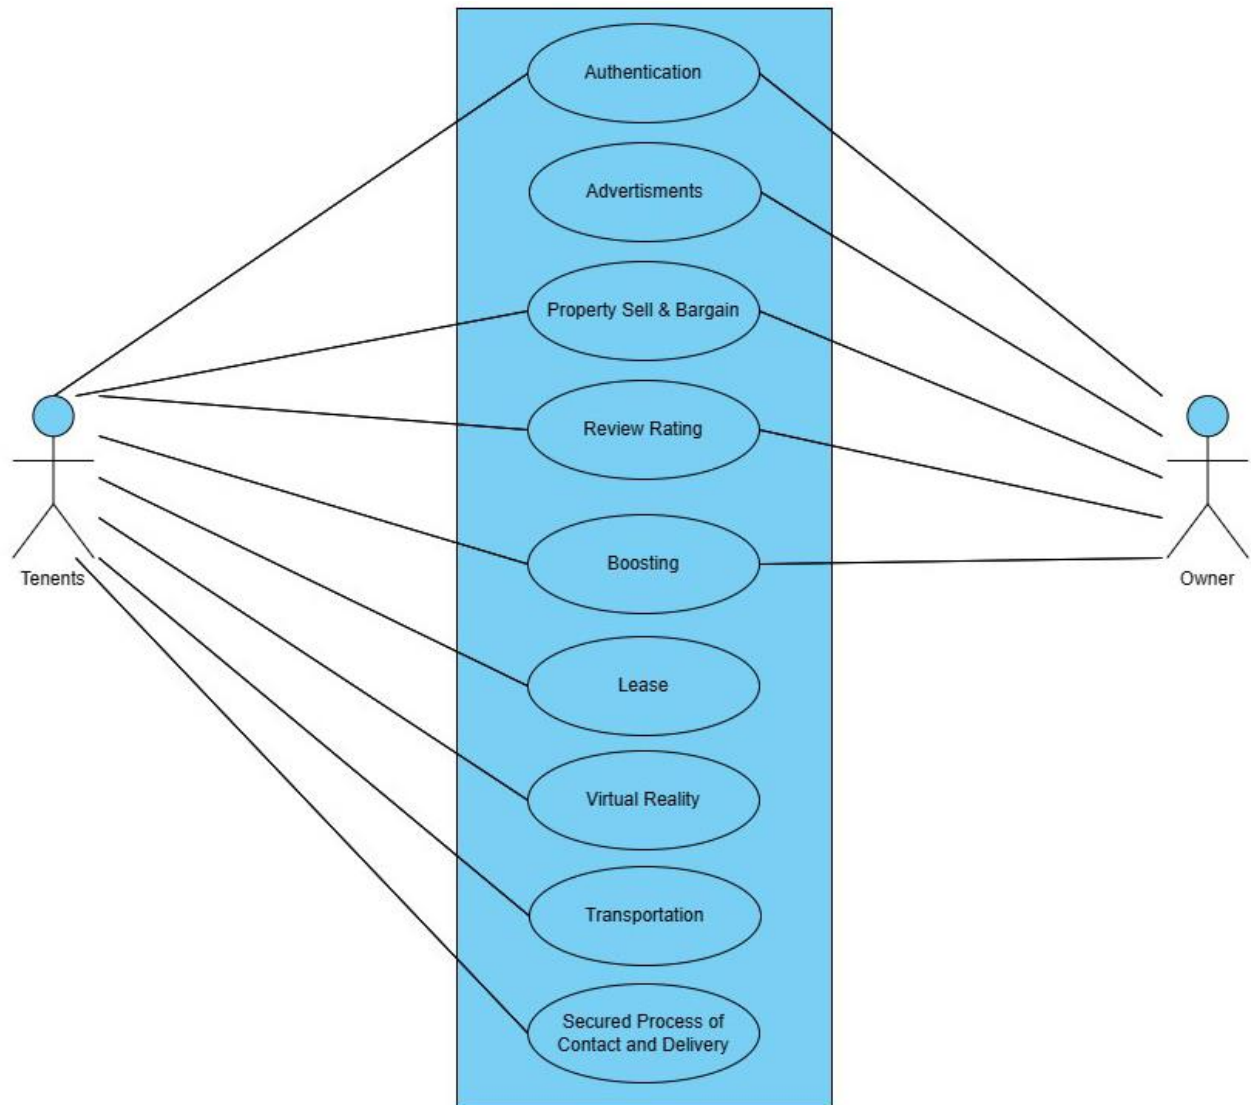 Authentication
Advertisments
Property Sell & Bargain
Review Rating
Boosting
Tenents
Owner
Lease
Virtual Reality
Transportation
Secured Process of
Contact and Delivery